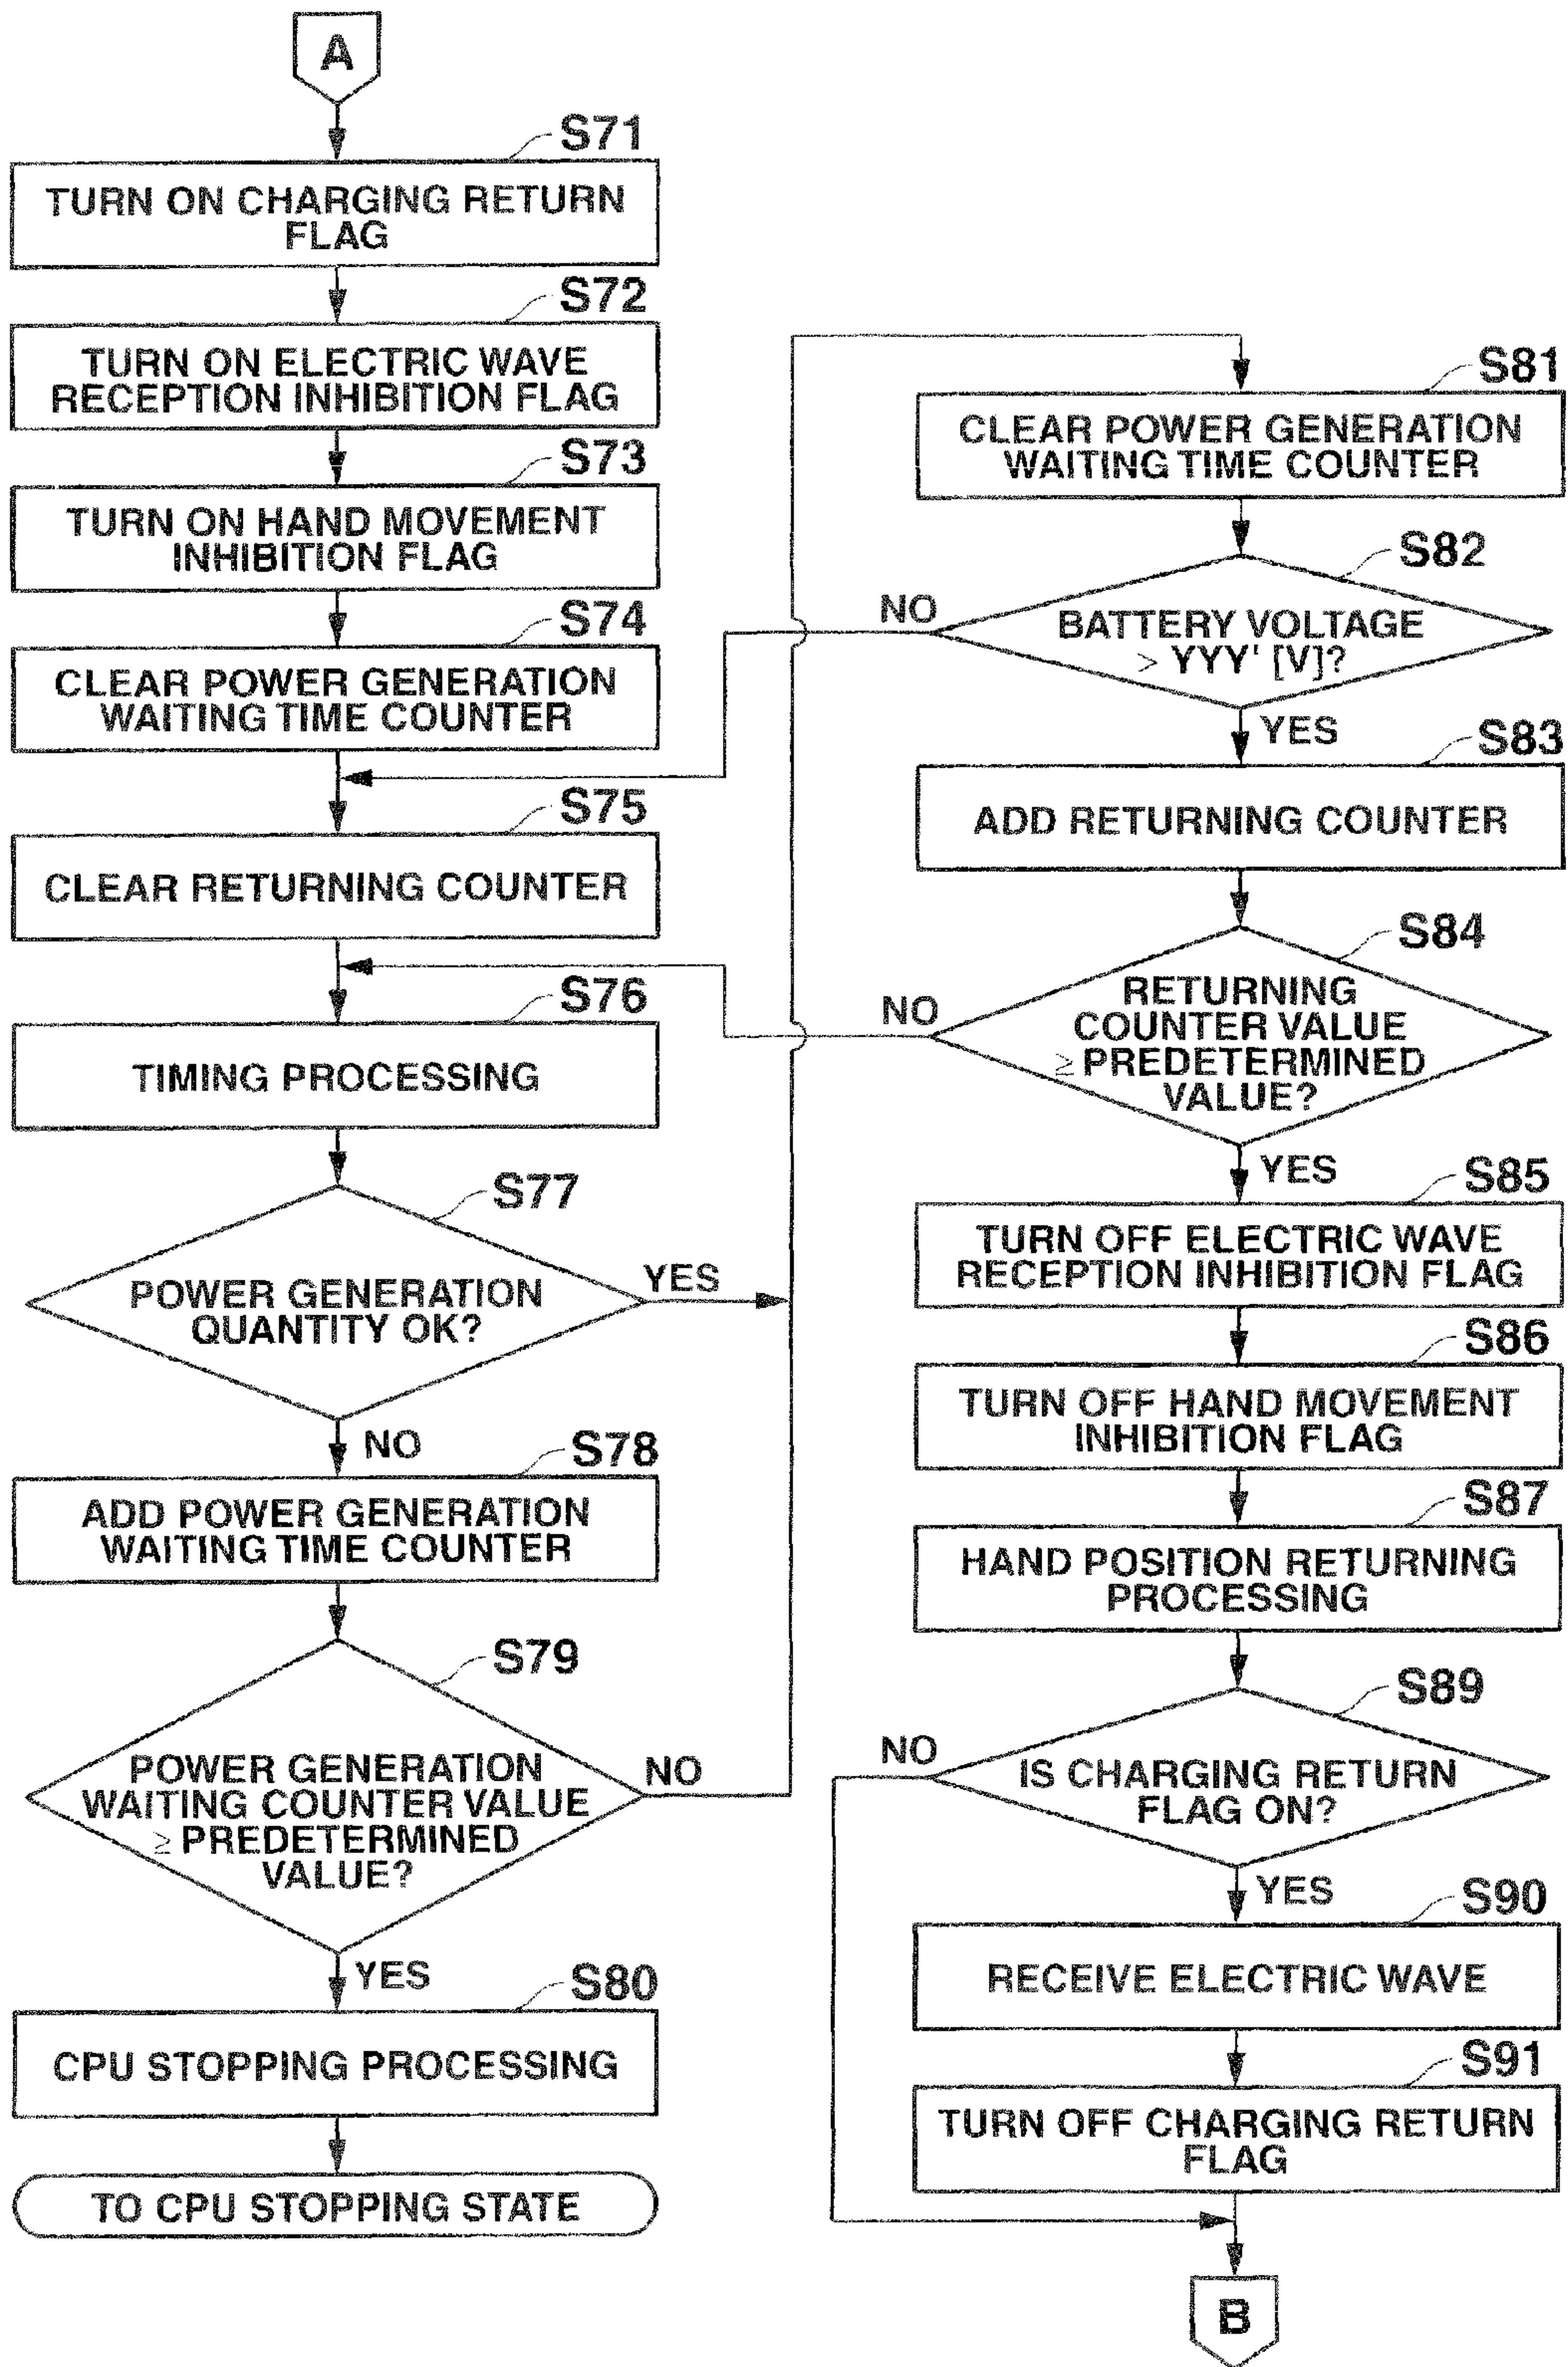 A
S71
TURN ON CHARGING RETURN
FLAG
S72
TURN ON ELECTRIC WAVE
RECEPTION INHIBITION FLAG
S73
TURN ON HAND MOVEMENT
INHIBITION FLAG
S74
CLEAR POWER GENERATION
WAITING TIME COUNTER
S75
CLEAR RETURNING COUNTER
S76
TIMING PROCESSING
S77
POWER GENERATION
QUANTITY OK?
YES
NO
S78
ADD POWER GENERATION
WAITING TIME COUNTER
S79
POWER GENERATION
WAITING COUNTER VALUE
≥ PREDETERMINED
VALUE?
NO
YES
S80
CPU STOPPING PROCESSING
TO CPU STOPPING STATE
S81
CLEAR POWER GENERATION
WAITING TIME COUNTER
S82
NO
BATTERY VOLTAGE
> YYY' [V]?
YES
S83
ADD RETURNING COUNTER
S84
NO
RETURNING
COUNTER VALUE
≥ PREDETERMINED
VALUE?
YES
S85
TURN OFF ELECTRIC WAVE
RECEPTION INHIBITION FLAG
S86
TURN OFF HAND MOVEMENT
INHIBITION FLAG
S87
HAND POSITION RETURNING
PROCESSING
S89
NO
IS CHARGING RETURN
FLAG ON?
YES
S90
RECEIVE ELECTRIC WAVE
S91
TURN OFF CHARGING RETURN
FLAG
B